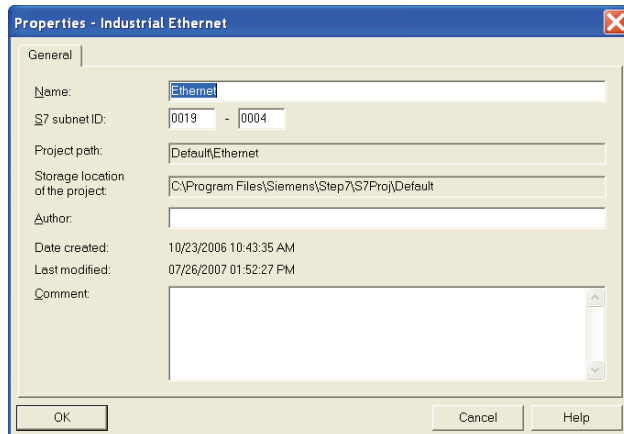 Properties - Industrial Ethernet
General
Name: Ethernet
S7 subnet ID: 0019 - 0004
Project path: Default\Ethernet
Storage location
of the project: C:\Program Files\Siemens\Step7\S7Proj\Default
Author:
Date created: 10/23/2006 10:43:35 AM
Last modified: 07/26/2007 01:52:27 PM
Comment:
OK Cancel Help